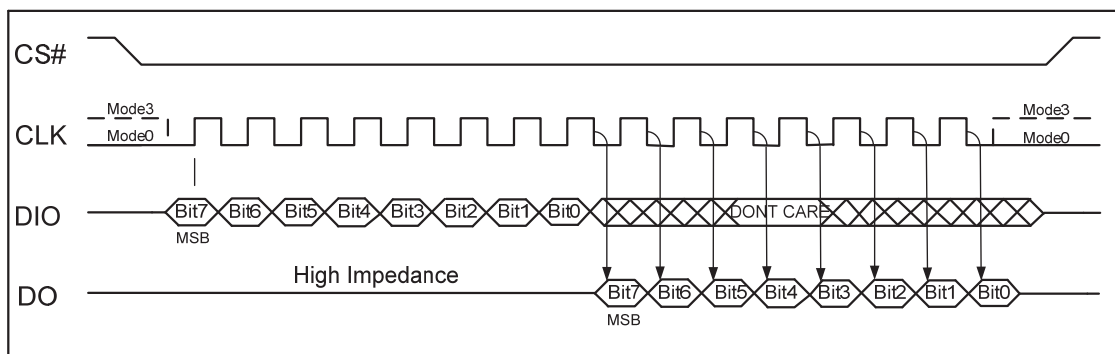 CS#
Mode3 Mode3
CLK
Mode0 Mode0
DIO Bit7 Bit6 Bit5 Bit4 Bit3 Bit2 Bit1 Bit0 DONT CARE
MSB
High Impedance
DO Bit7 Bit6 Bit5 Bit4 Bit3 Bit2 Bit1 Bit0
MSB